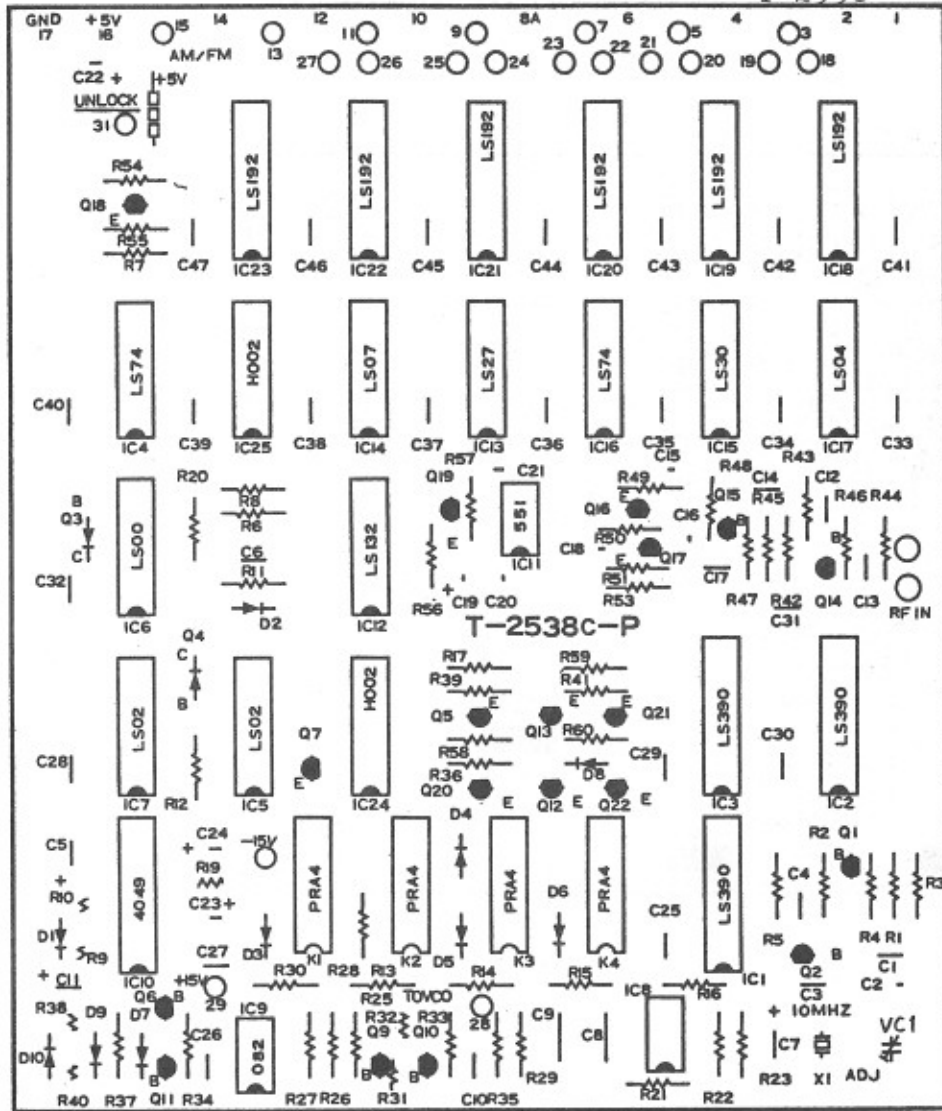 GND +5V 15 14 12 10 8A 6 4 2 1
17 16 13 11 9 7 5 3
AM/FM 27 26 25 24 23 22 21 20 19 18
C22 + +5V
UNLOCK
31
LS192 LS192 LS192 LS192 LS192 LS192
R54
Q18
E
R55
R7 C47 IC23 C46 IC22 C45 IC21 C44 IC20 C43 IC19 C42 IC18 C41
LS74 H002 LS07 LS27 LS74 LS30 LS04
C40
IC4 C39 IC25 C38 IC14 C37 IC13 C36 IC16 C35 IC15 C34 IC17 C33
R57 C15 R48 R43
R20 Q19 C21 R49 C14 C12
B R8 E Q15 R45 R46 R44
Q3 LS00 R6 LS132 551 Q16 C16 B B
C C6 E R50 Q17
R11 IC11 C18 E
C32 R51 C17
D2 R56 + C19 C20 R53 R47 R42 Q14 C13 RF IN
IC6 IC12 C31
T-2538C-P
Q4 R17 R59
C R39 R41
B LS02 LS02 H002 E E E LS390 LS390
Q7 Q5 Q13 Q21
R60 C30
C28 R58 C29
E R36 D8
R12 Q20 Q12 E Q22
IC7 IC5 IC24 E E IC3 IC2
D4
C5 C24 -15V R2 Q1
+ B
+ R19 C4
R10 4049 PRA4 PRA4 PRA4 D6 PRA4 LS390 R3
C23+
D1 C25
R9 C27 D3 K1 K2 D5 K3 K4 R5 B R4 R1
+ C11 R30 R28 R13 R14 R15 IC1 Q2 C1
IC10 +15V R25 TOVCO IC8 R16 C3 C2
R38 D9 Q6 B 29 IC9 R32 R33 28 C9 + 10MHZ
D7 C26 Q9 Q10 C8 VC1
D10 082 B B C7
B R29 R23 X1 ADJ
R40 R37 Q11 R34 R27 R26 R31 C10 R35 R21 R22